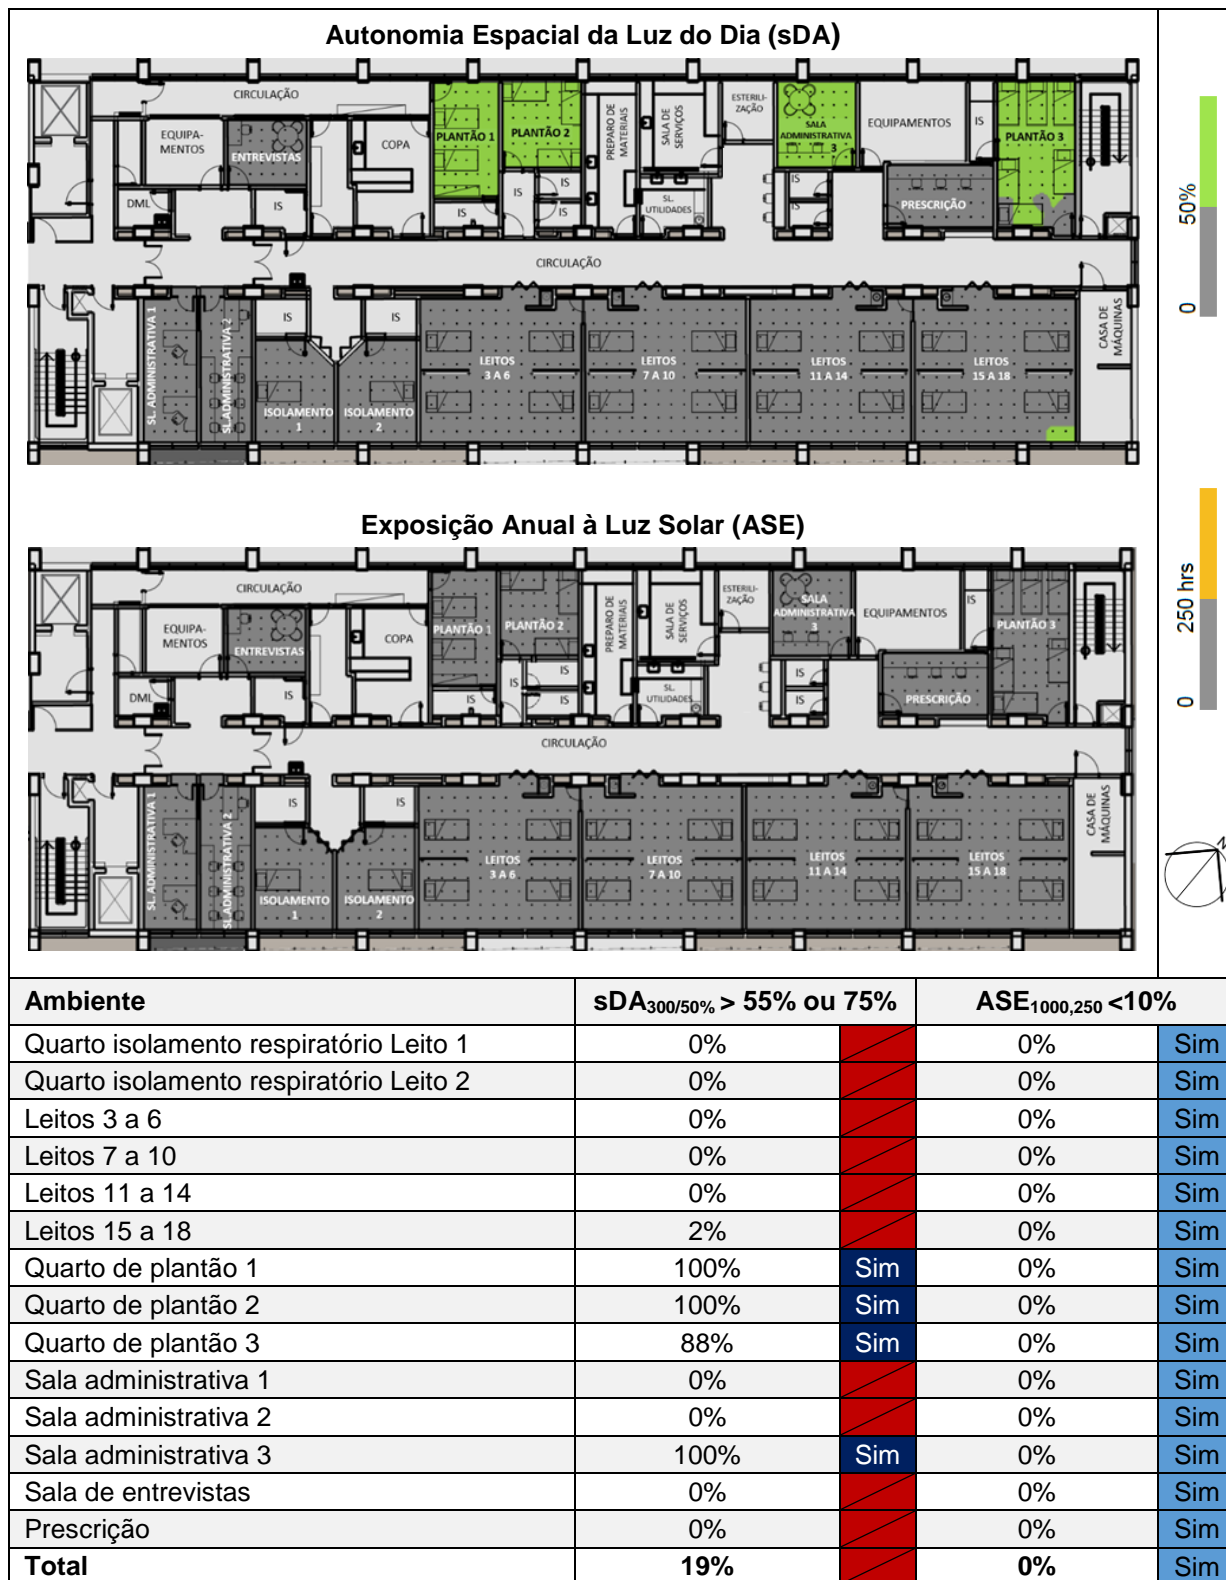 Autonomia Espacial da Luz do Dia (sDA)
CIRCULAÇÃO
EQUIPA-
MENTOS
ENTREVISTAS
COPA
PLANTÃO 1
PLANTÃO 2
PREPARO DE
MATERIAIS
SALA DE
SERVIÇOS
ESTERILI-
ZAÇÃO
SALA
ADMINISTRATIVA
3
EQUIPAMENTOS
IS
PLANTÃO 3
DML
IS
IS
IS
IS
IS
SL.
UTILIDADES
IS
IS
PRESCRIÇÃO
CIRCULAÇÃO
SL. ADMINISTRATIVA 1
SL.ADMINISTRATIVA 2
IS
IS
ISOLAMENTO
1
ISOLAMENTO
2
LEITOS
3 A 6
LEITOS
7 A 10
LEITOS
11 A 14
LEITOS
15 A 18
CASA DE
MÁQUINAS
50%
0
Exposição Anual à Luz Solar (ASE)
CIRCULAÇÃO
EQUIPA-
MENTOS
ENTREVISTAS
COPA
PLANTÃO 1
PLANTÃO 2
PREPARO DE
MATERIAIS
SALA DE
SERVIÇOS
ESTERILI-
ZAÇÃO
SALA
ADMINISTRATIVA
3
EQUIPAMENTOS
IS
PLANTÃO 3
DML
IS
IS
IS
IS
IS
SL.
UTILIDADES
IS
IS
PRESCRIÇÃO
CIRCULAÇÃO
SL. ADMINISTRATIVA 1
SL.ADMINISTRATIVA 2
IS
IS
ISOLAMENTO
1
ISOLAMENTO
2
LEITOS
3 A 6
LEITOS
7 A 10
LEITOS
11 A 14
LEITOS
15 A 18
CASA DE
MÁQUINAS
250 hrs
0
Ambiente sDA300/50% > 55% ou 75% ASE1000,250 <10%
Quarto isolamento respiratório Leito 1 0% 0% Sim
Quarto isolamento respiratório Leito 2 0% 0% Sim
Leitos 3 a 6 0% 0% Sim
Leitos 7 a 10 0% 0% Sim
Leitos 11 a 14 0% 0% Sim
Leitos 15 a 18 2% 0% Sim
Quarto de plantão 1 100% Sim 0% Sim
Quarto de plantão 2 100% Sim 0% Sim
Quarto de plantão 3 88% Sim 0% Sim
Sala administrativa 1 0% 0% Sim
Sala administrativa 2 0% 0% Sim
Sala administrativa 3 100% Sim 0% Sim
Sala de entrevistas 0% 0% Sim
Prescrição 0% 0% Sim
Total 19% 0% Sim